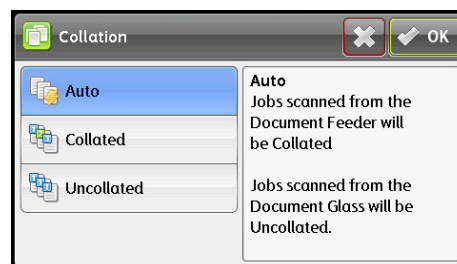 Collation
OK
Auto
Collated
Uncollated
Auto
Jobs scanned from the
Document Feeder will
be Collated
Jobs scanned from the
Document Glass will be
Uncollated.